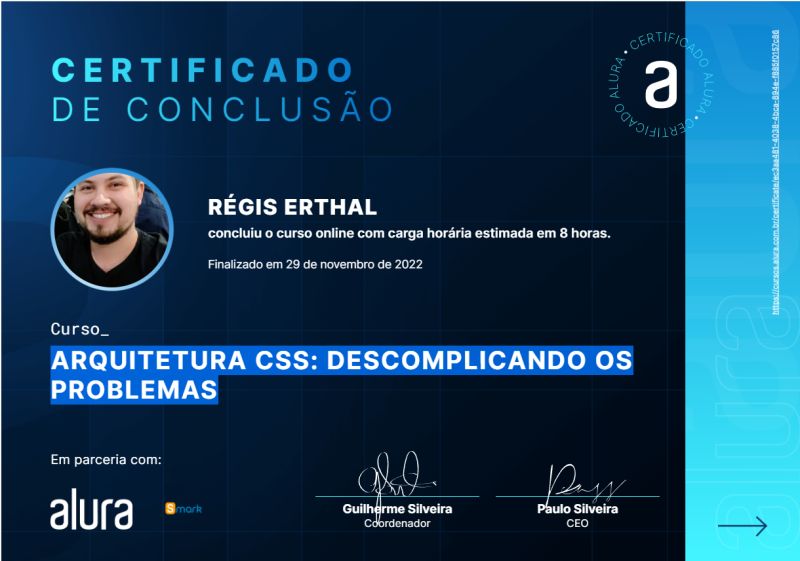 CERTIFICADO
DE CONCLUSÃO
CERTIFICADO ALURA • CERTIFICADO ALURA •
a
RÉGIS ERTHAL
concluiu o curso online com carga horária estimada em 8 horas.
Finalizado em 29 de novembro de 2022
Curso_
ARQUITETURA CSS: DESCOMPLICANDO OS
PROBLEMAS
Em parceria com:
alura
Smark
Guilherme Silveira
Coordenador
Paulo Silveira
CEO
alura